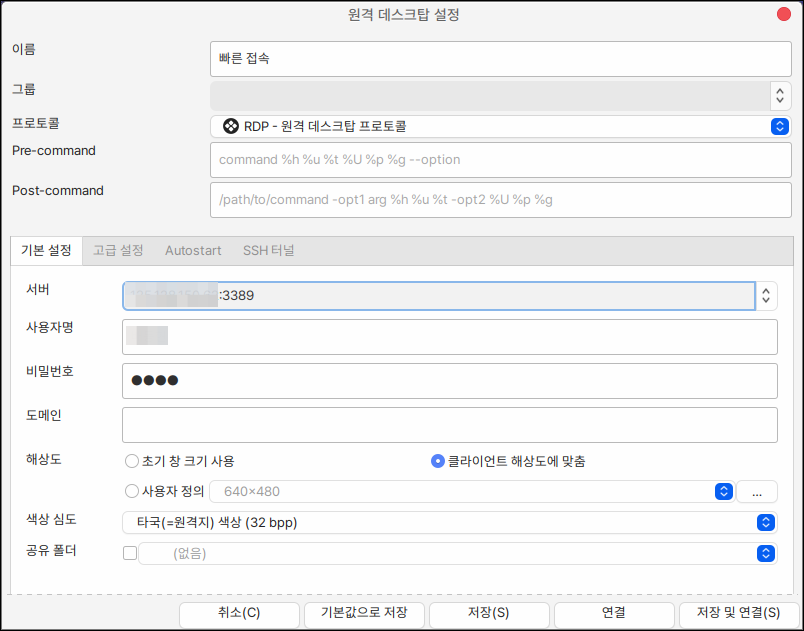 원격 데스크탑 설정
이름
빠른 접속
그룹
프로토콜
RDP - 원격 데스크탑 프로토콜
Pre-command
command %h %u %t %U %p %g --option
Post-command
/path/to/command -opt1 arg %h %u %t -opt2 %U %p %g
기본 설정 고급 설정 Autostart SSH 터널
서버
:3389
사용자명
비밀번호
●●●●
도메인
해상도
초기 창 크기 사용 클라이언트 해상도에 맞춤
사용자 정의 640×480 ...
색상 심도
타국(=원격지) 색상 (32 bpp)
공유 폴더
(없음)
취소(C) 기본값으로 저장 저장(S) 연결 저장 및 연결(S)